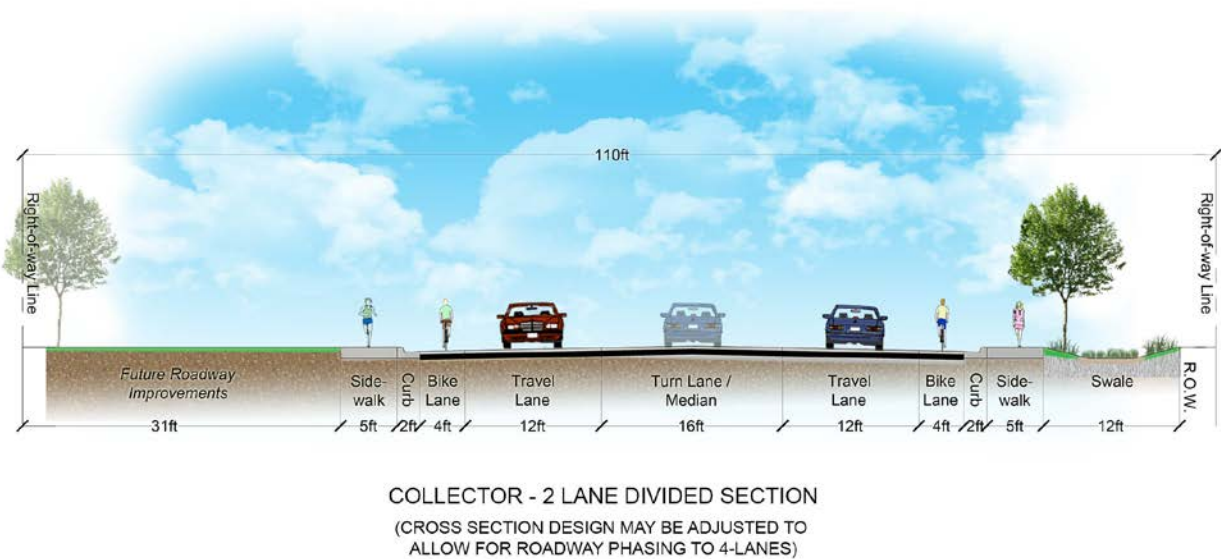 110ft
Right-of-way Line
Right-of-way Line
Future Roadway
Improvements
Side-
walk
Curb
Bike
Lane
Travel
Lane
Turn Lane /
Median
Travel
Lane
Bike
Lane
Curb
Side-
walk
Swale
R.O.W.
31ft
5ft
2ft
4ft
12ft
16ft
12ft
4ft
2ft
5ft
12ft
COLLECTOR - 2 LANE DIVIDED SECTION
(CROSS SECTION DESIGN MAY BE ADJUSTED TO
ALLOW FOR ROADWAY PHASING TO 4-LANES)